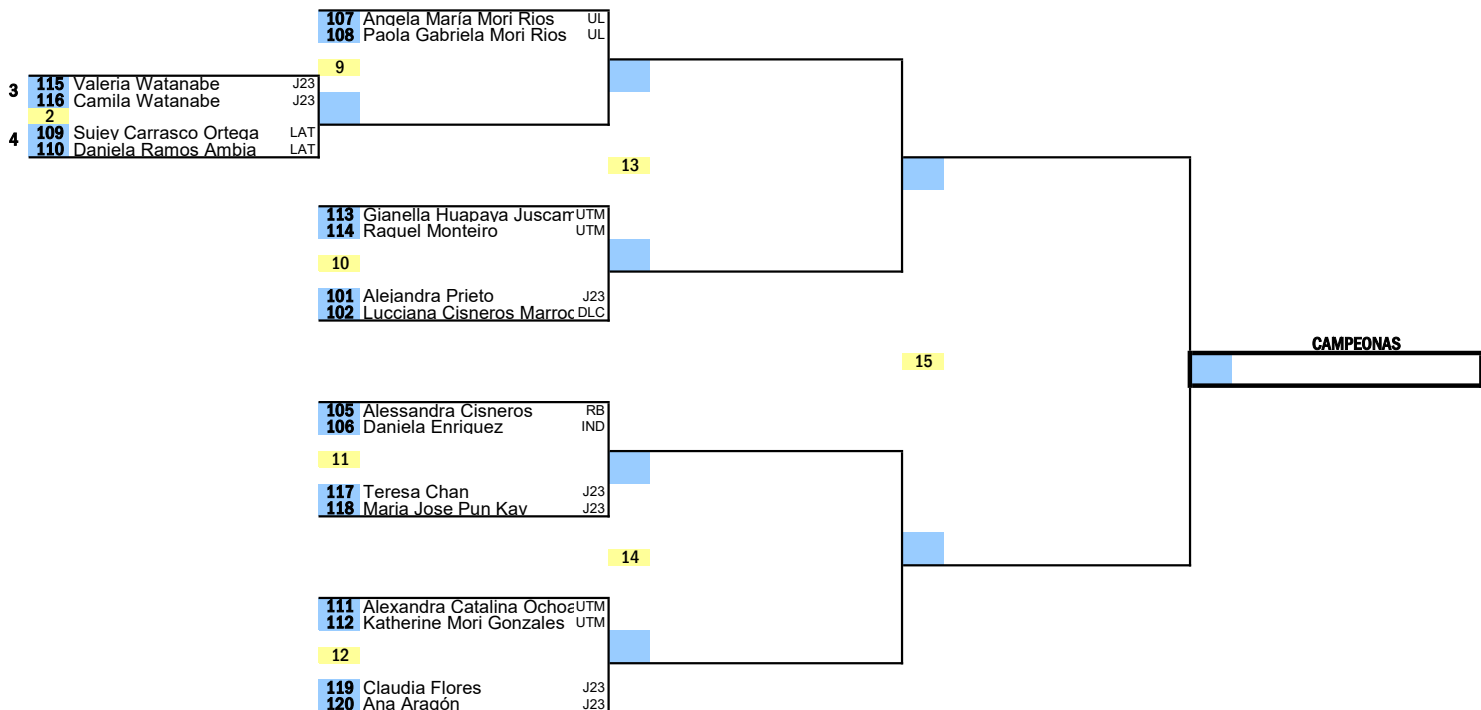 107 Angela María Mori Rios UL
108 Paola Gabriela Mori Rios UL
9
3 115 Valeria Watanabe J23
116 Camila Watanabe J23
2
4 109 Sujey Carrasco Ortega LAT
110 Daniela Ramos Ambia LAT
13
113 Gianella Huapaya Juscam UTM
114 Raquel Monteiro UTM
10
101 Alejandra Prieto J23
102 Lucciana Cisneros Marroq DLC
CAMPEONAS
15
105 Alessandra Cisneros RB
106 Daniela Enriquez IND
11
117 Teresa Chan J23
118 Maria Jose Pun Kay J23
14
111 Alexandra Catalina Ochoa UTM
112 Katherine Mori Gonzales UTM
12
119 Claudia Flores J23
120 Ana Aragón J23